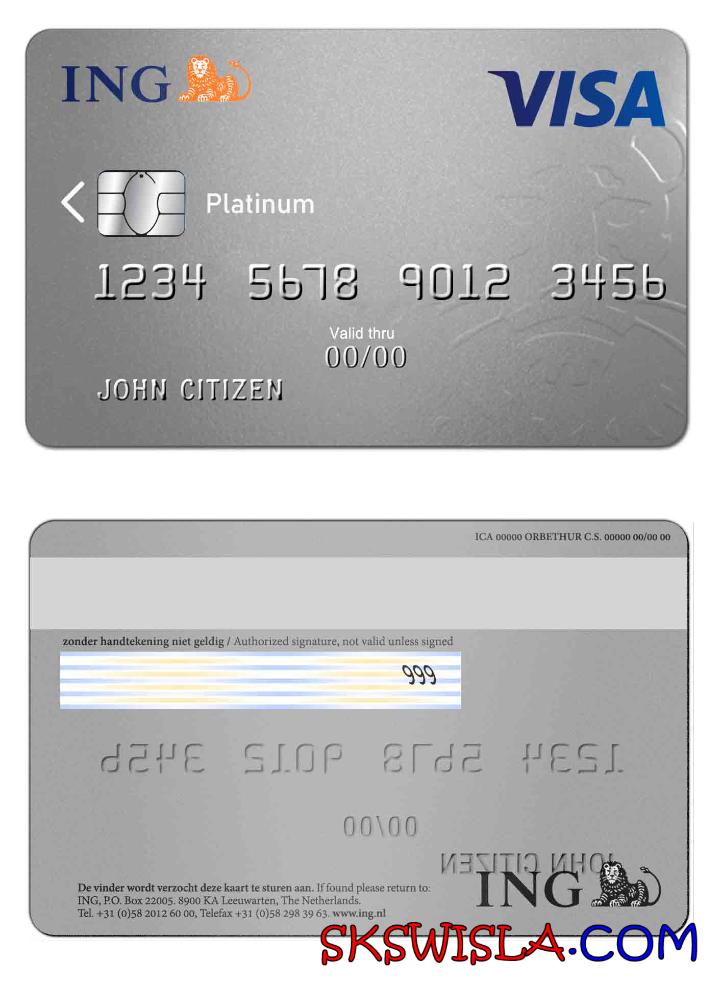 ING
VISA
Platinum
1234 5678 9012 3456
Valid thru
00/00
JOHN CITIZEN
ICA 00000 ORBETHUR C.S. 00000 00/00 00
zonder handtekening niet geldig / Authorized signature, not valid unless signed
999
1234 5678 9012 3456
00/00
JOHN CITIZEN
ING
De vinder wordt verzocht deze kaart te sturen aan. If found please return to:
ING, P.O. Box 22005. 8900 KA Leeuwarten, The Netherlands.
Tel. +31 (0)58 2012 60 00, Telefax +31 (0)58 298 39 63. www.ing.nl
SKSWISLA.COM